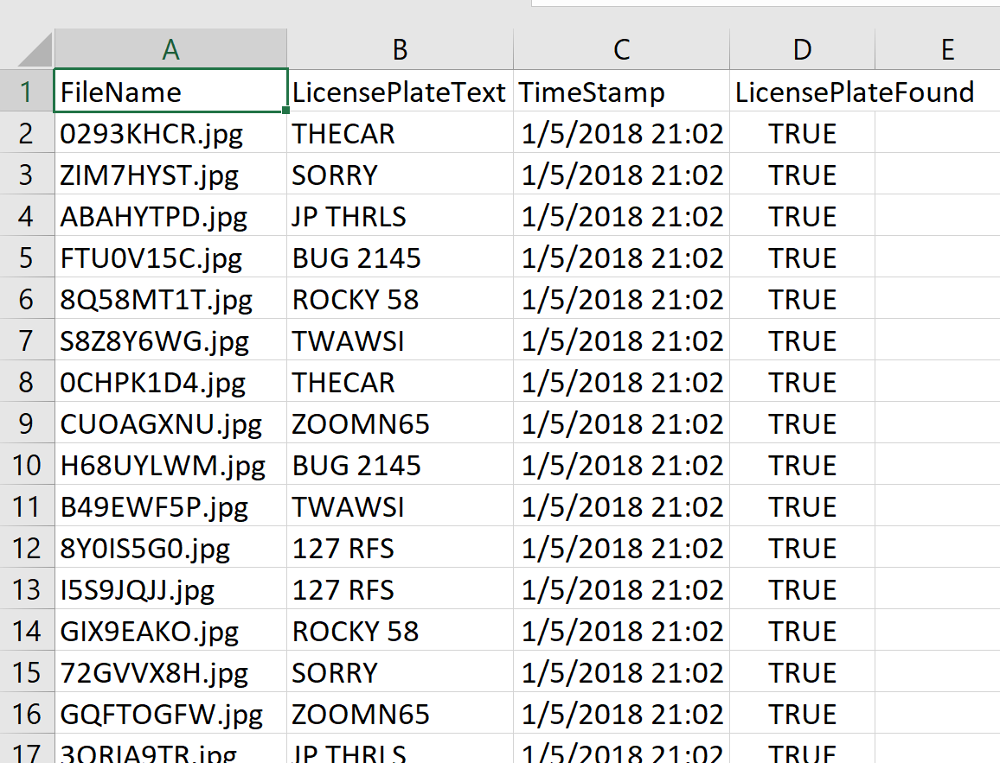 A B C D E
1 FileName LicensePlateText TimeStamp LicensePlateFound
2 0293KHCR.jpg THECAR 1/5/2018 21:02 TRUE
3 ZIM7HYST.jpg SORRY 1/5/2018 21:02 TRUE
4 ABAHYTPD.jpg JP THRLS 1/5/2018 21:02 TRUE
5 FTU0V15C.jpg BUG 2145 1/5/2018 21:02 TRUE
6 8Q58MT1T.jpg ROCKY 58 1/5/2018 21:02 TRUE
7 S8Z8Y6WG.jpg TWAWSI 1/5/2018 21:02 TRUE
8 0CHPK1D4.jpg THECAR 1/5/2018 21:02 TRUE
9 CUOAGXNU.jpg ZOOMN65 1/5/2018 21:02 TRUE
10 H68UYLWM.jpg BUG 2145 1/5/2018 21:02 TRUE
11 B49EWF5P.jpg TWAWSI 1/5/2018 21:02 TRUE
12 8Y0IS5G0.jpg 127 RFS 1/5/2018 21:02 TRUE
13 I5S9JQJJ.jpg 127 RFS 1/5/2018 21:02 TRUE
14 GIX9EAKO.jpg ROCKY 58 1/5/2018 21:02 TRUE
15 72GVVX8H.jpg SORRY 1/5/2018 21:02 TRUE
16 GQFTOGFW.jpg ZOOMN65 1/5/2018 21:02 TRUE
17 JP THRLS 1/5/2018 21:02 TRUE